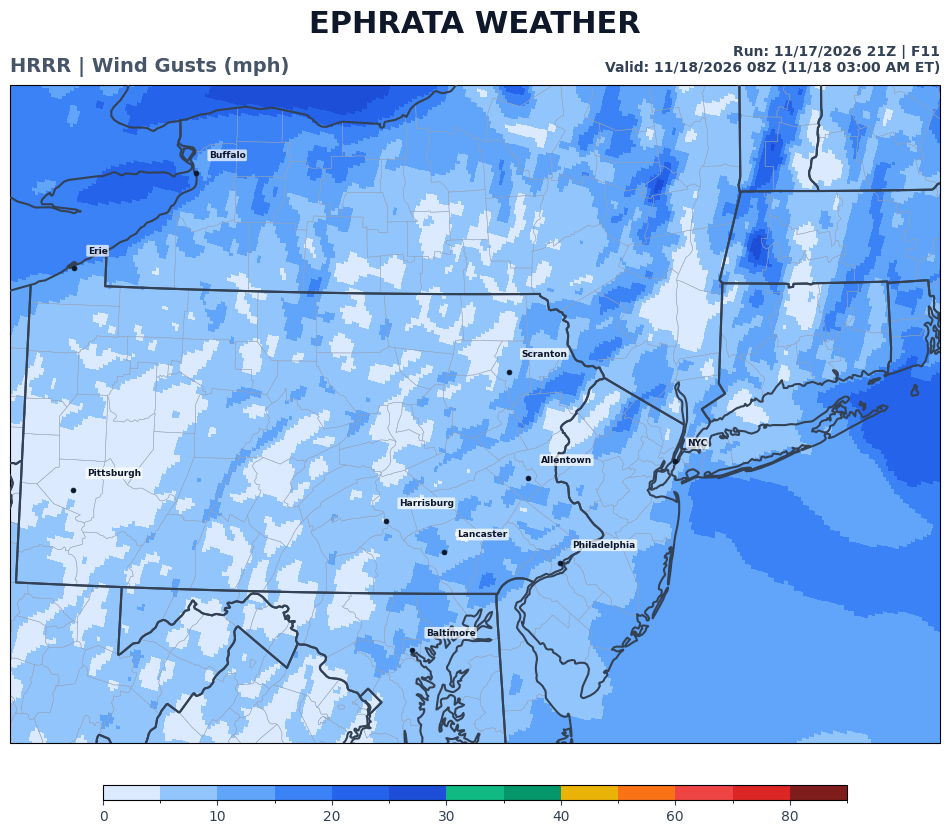 EPHRATA WEATHER
HRRR | Wind Gusts (mph)
Run: 11/17/2026 21Z | F11
Valid: 11/18/2026 08Z (11/18 03:00 AM ET)
Buffalo
Erie
Scranton
NYC
Allentown
Pittsburgh
Harrisburg
Lancaster
Philadelphia
Baltimore
0 10 20 30 40 50 60 70 80